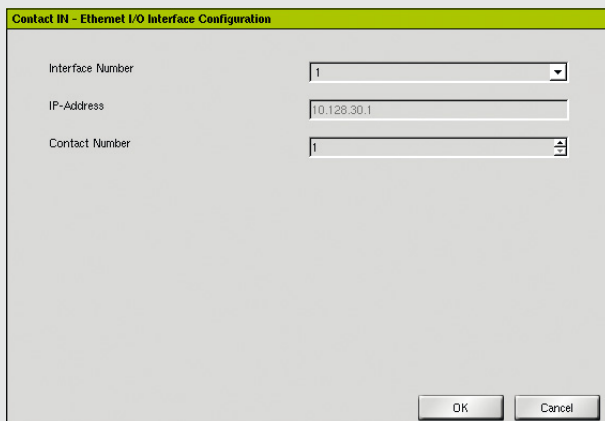 Contact IN - Ethernet I/O Interface Configuration
Interface Number 1
IP-Address 10.128.30.1
Contact Number 1
OK Cancel